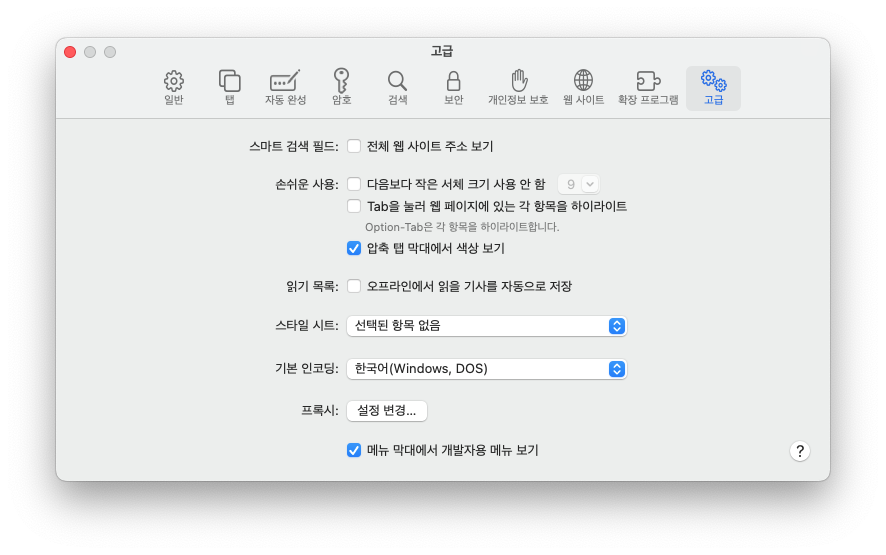 고급
일반
탭
자동 완성
암호
검색
보안
개인정보 보호
웹 사이트
확장 프로그램
고급
스마트 검색 필드: 전체 웹 사이트 주소 보기
손쉬운 사용: 다음보다 작은 서체 크기 사용 안 함 9
Tab을 눌러 웹 페이지에 있는 각 항목을 하이라이트
Option-Tab은 각 항목을 하이라이트합니다.
압축 탭 막대에서 색상 보기
읽기 목록: 오프라인에서 읽을 기사를 자동으로 저장
스타일 시트: 선택된 항목 없음
기본 인코딩: 한국어(Windows, DOS)
프록시: 설정 변경...
메뉴 막대에서 개발자용 메뉴 보기
?